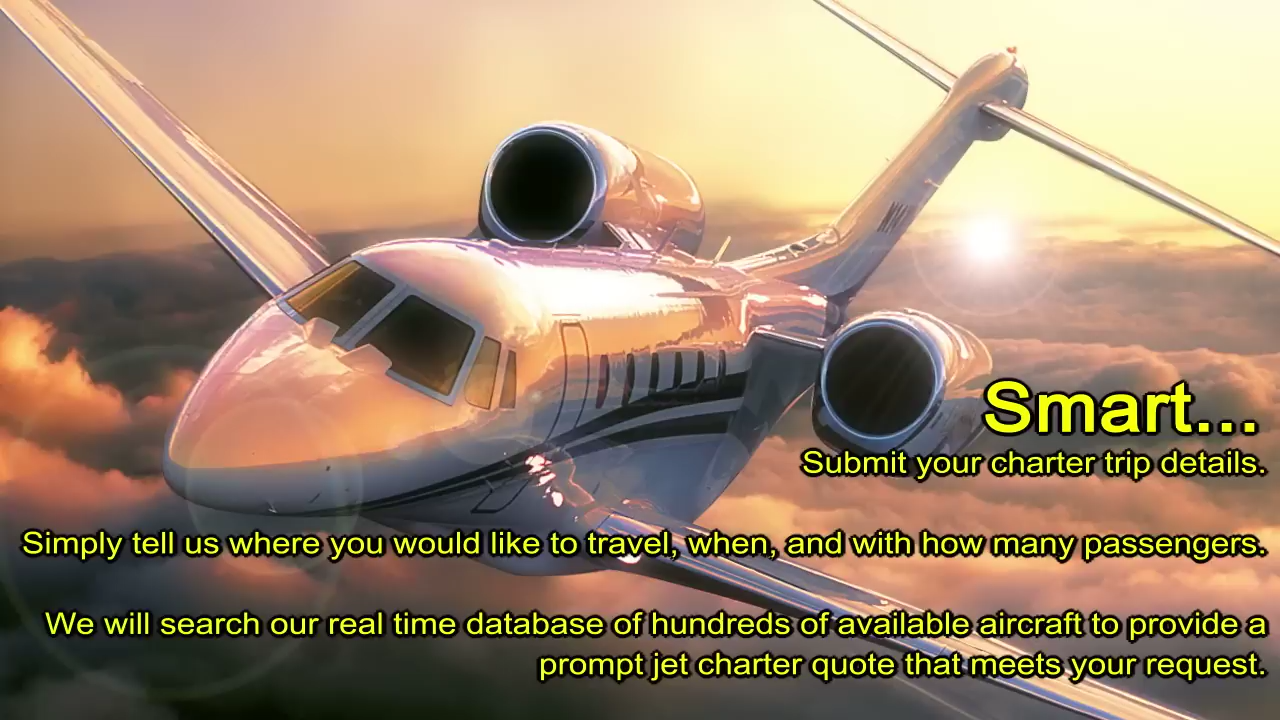 Smart...
Submit your charter trip details.
Simply tell us where you would like to travel, when, and with how many passengers.
We will search our real time database of hundreds of available aircraft to provide a
prompt jet charter quote that meets your request.